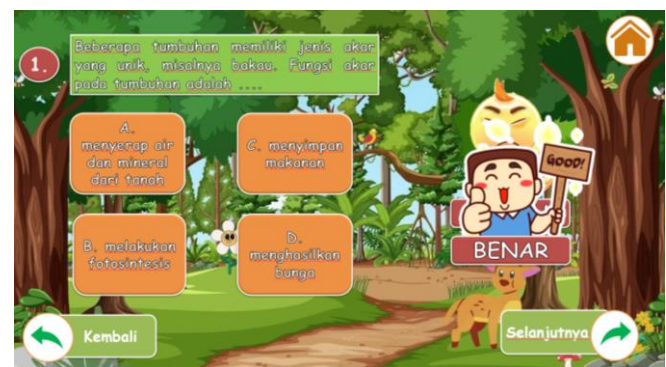 1.
Beberapa tumbuhan memiliki jenis akar
yang unik, misalnya bakau. Fungsi akar
pada tumbuhan adalah ....
A.
menyerap air
dan mineral
dari tanah
C. menyimpan
makanan
B. melakukan
fotosintesis
D.
menghasilkan
bunga
GOOD!
BENAR
Kembali
Selanjutnya